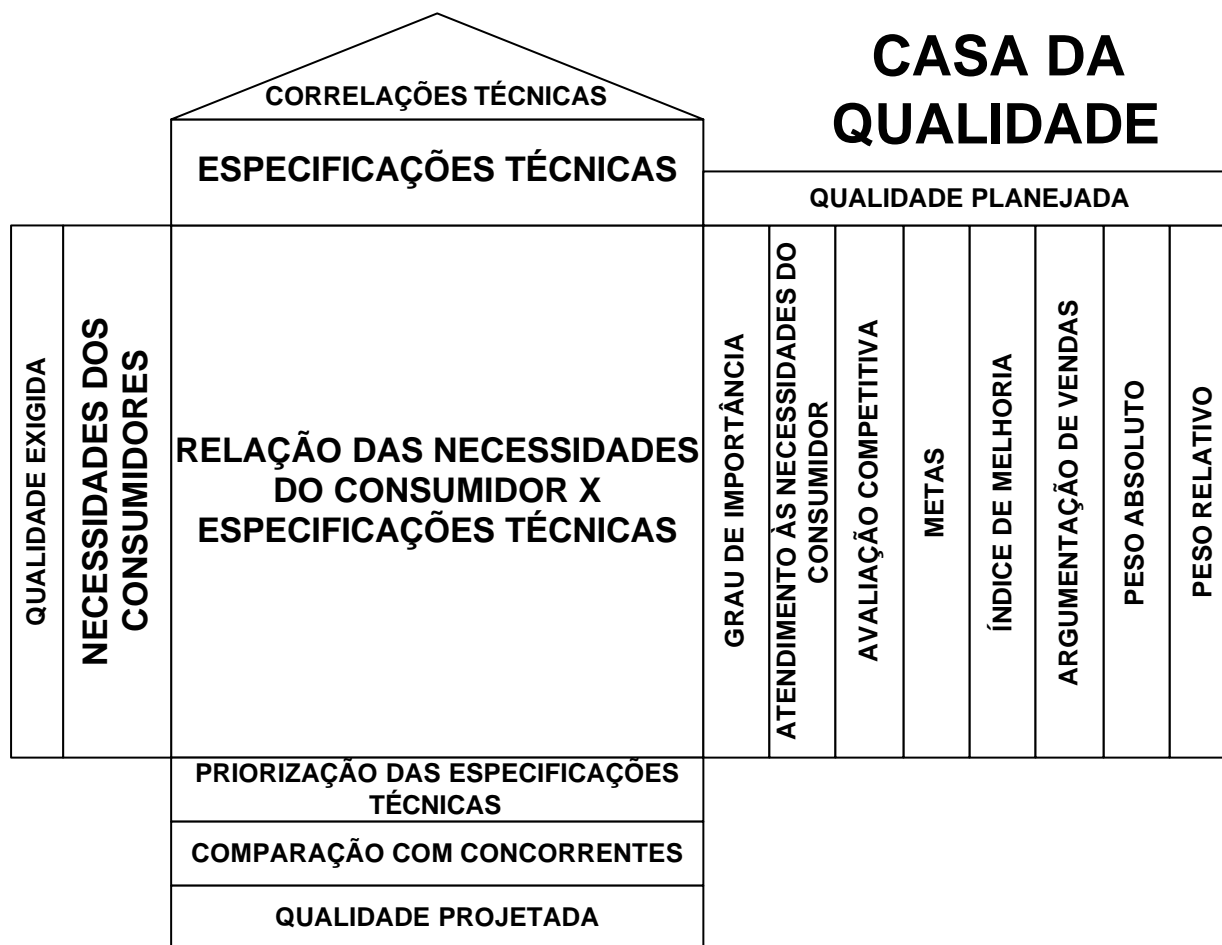 CASA DA
QUALIDADE
CORRELAÇÕES TÉCNICAS
ESPECIFICAÇÕES TÉCNICAS
QUALIDADE PLANEJADA
QUALIDADE EXIGIDA
NECESSIDADES DOS
CONSUMIDORES
RELAÇÃO DAS NECESSIDADES
DO CONSUMIDOR X
ESPECIFICAÇÕES TÉCNICAS
GRAU DE IMPORTÂNCIA
ATENDIMENTO ÀS NECESSIDADES DO
CONSUMIDOR
AVALIAÇÃO COMPETITIVA
METAS
ÍNDICE DE MELHORIA
ARGUMENTAÇÃO DE VENDAS
PESO ABSOLUTO
PESO RELATIVO
PRIORIZAÇÃO DAS ESPECIFICAÇÕES
TÉCNICAS
COMPARAÇÃO COM CONCORRENTES
QUALIDADE PROJETADA